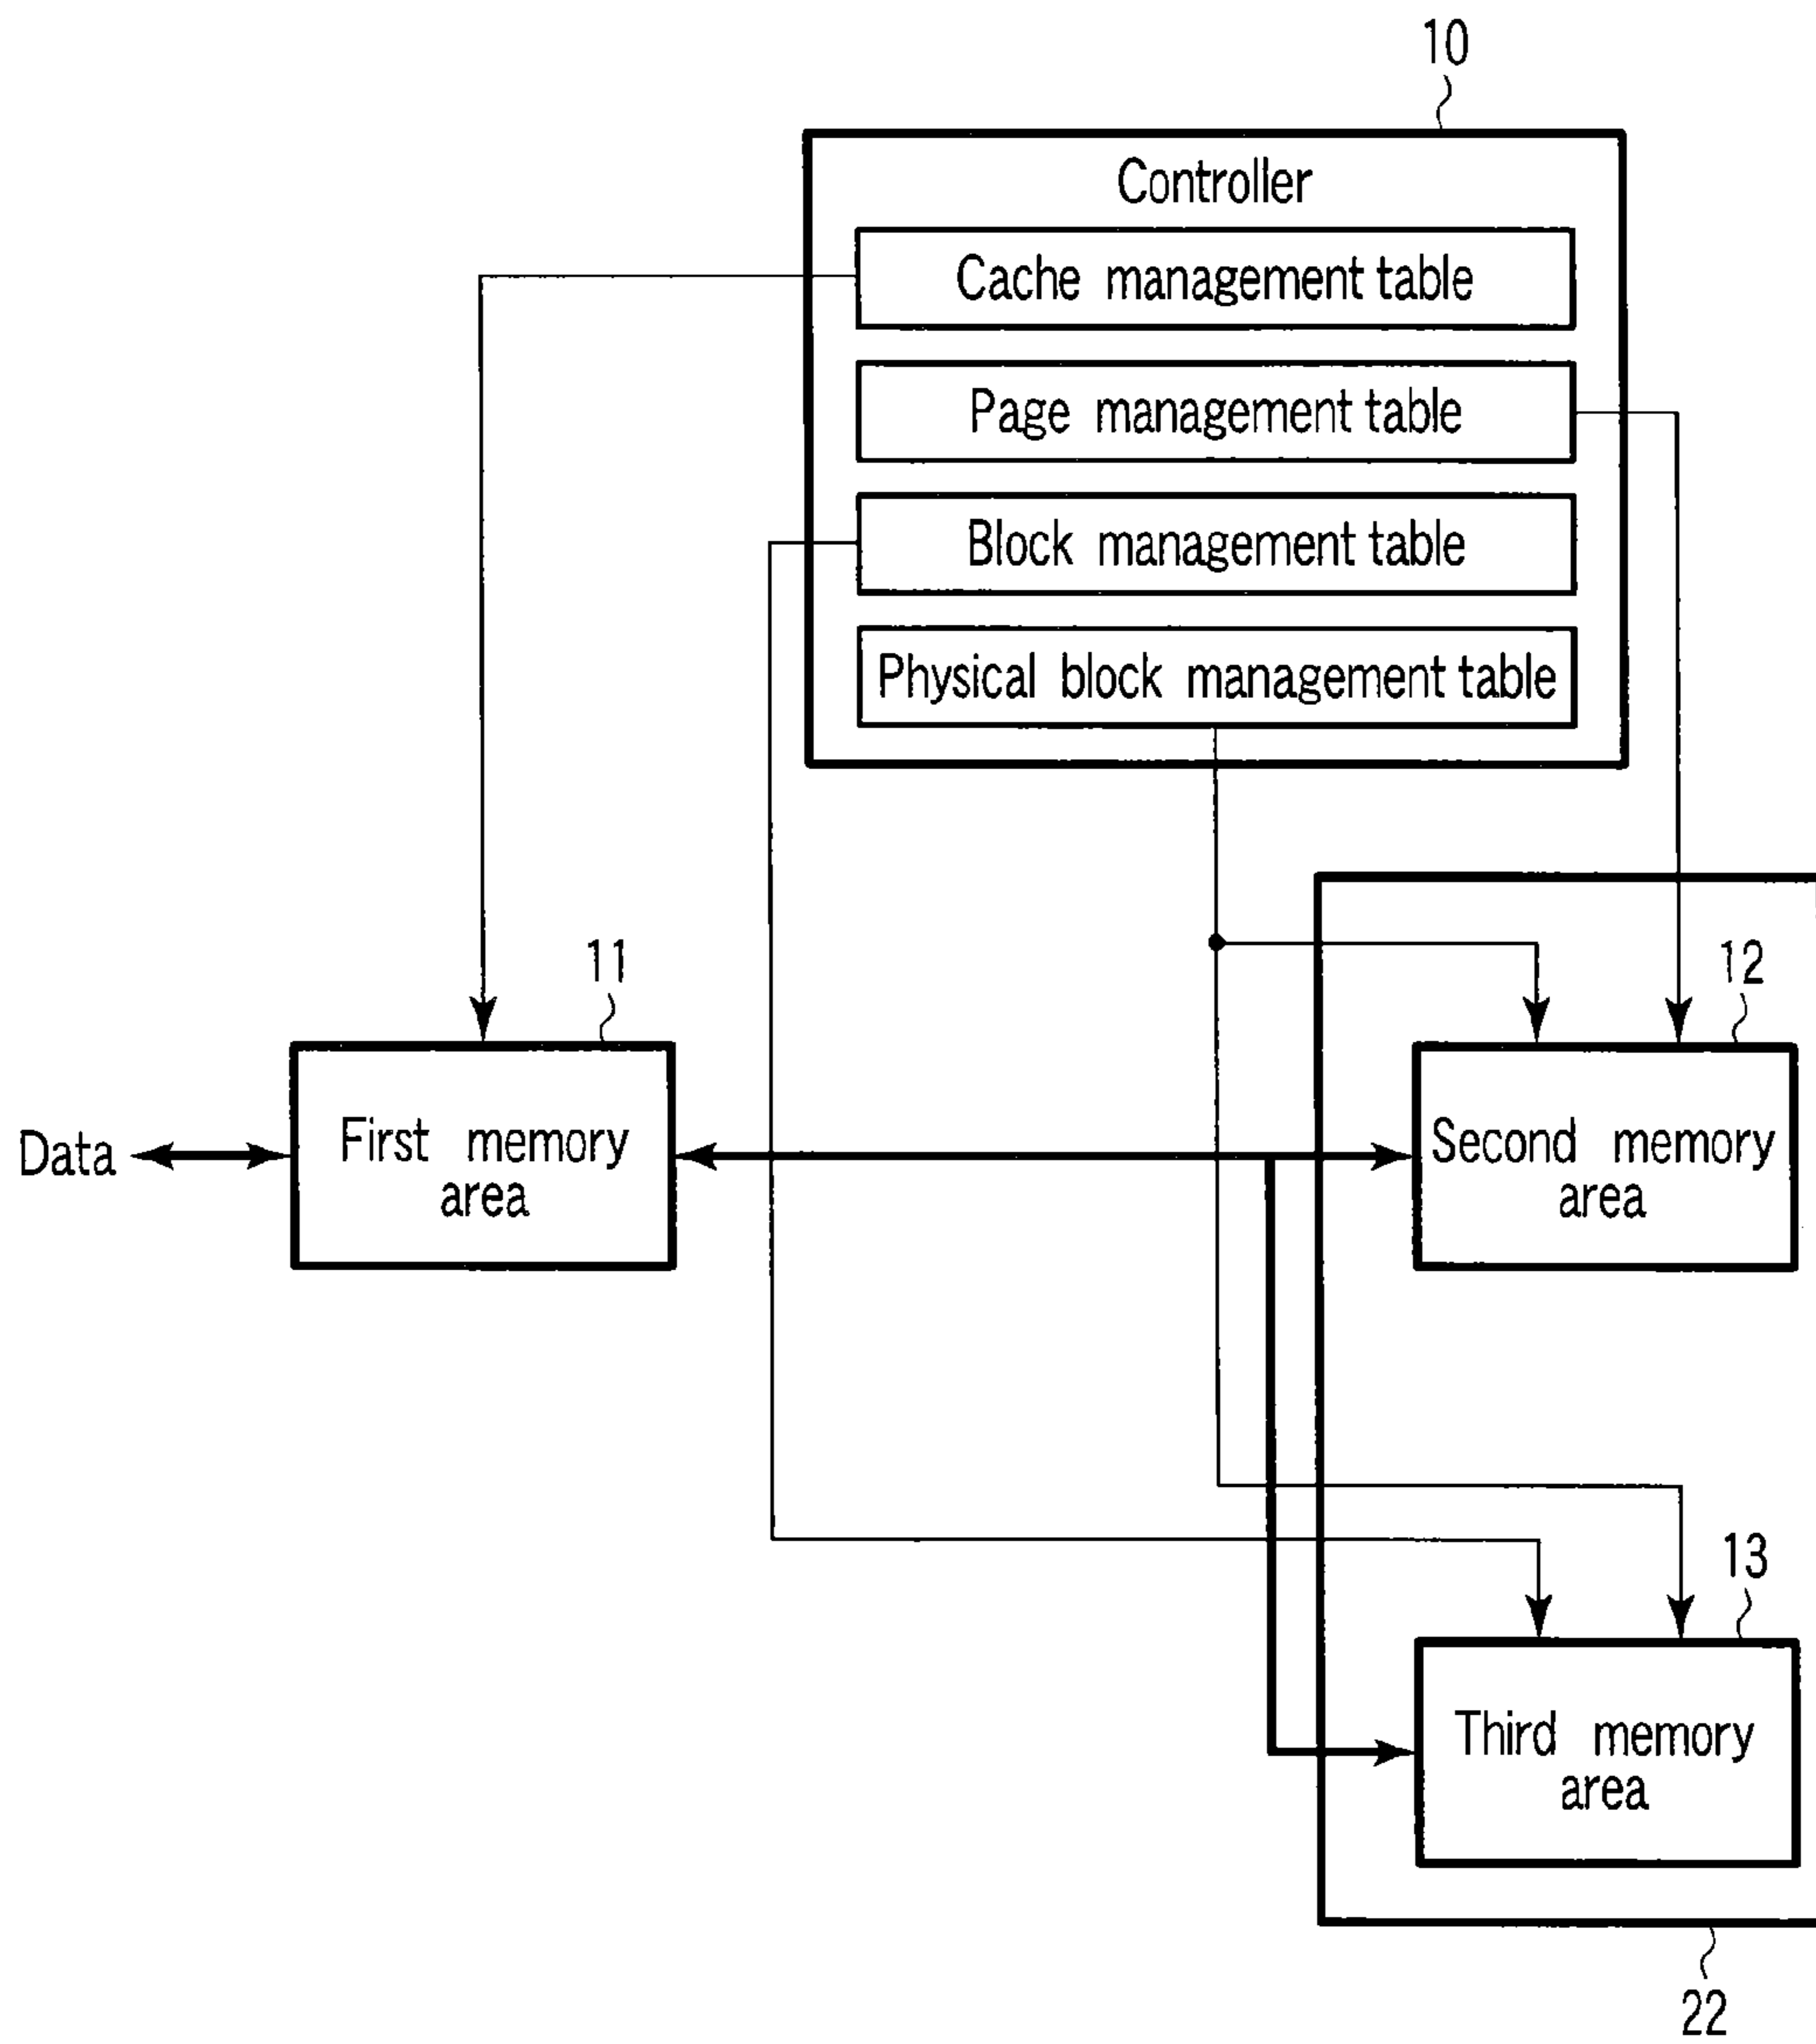 10
Controller
Cache management table
Page management table
Block management table
Physical block management table
11
12
Data
First memory
area
Second memory
area
13
Third memory
area
22